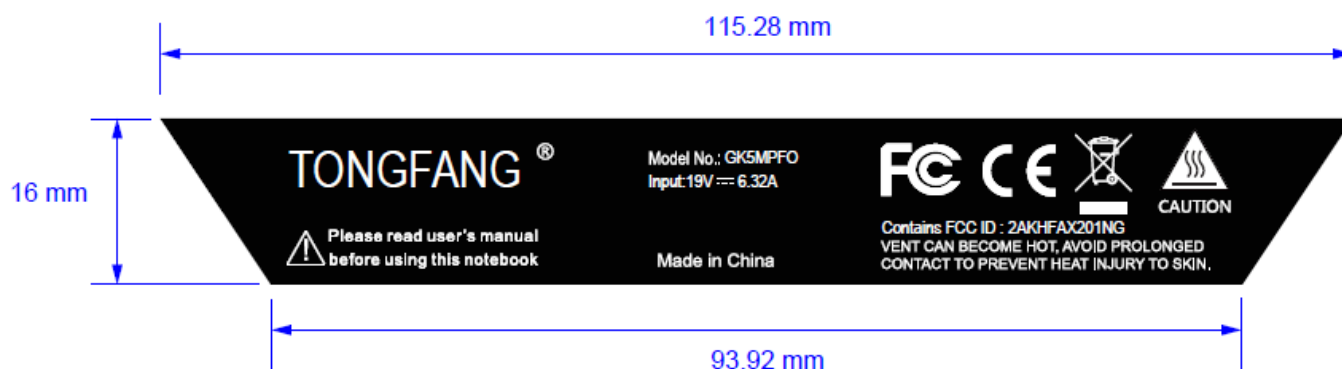 115.28 mm
16 mm
TONGFANG ®
Please read user's manual
before using this notebook
Model No.: GK5MPFO
Input:19V⎓6.32A
Made in China
FC CE
CAUTION
Contains FCC ID : 2AKHFAX201NG
VENT CAN BECOME HOT, AVOID PROLONGED
CONTACT TO PREVENT HEAT INJURY TO SKIN.
93.92 mm